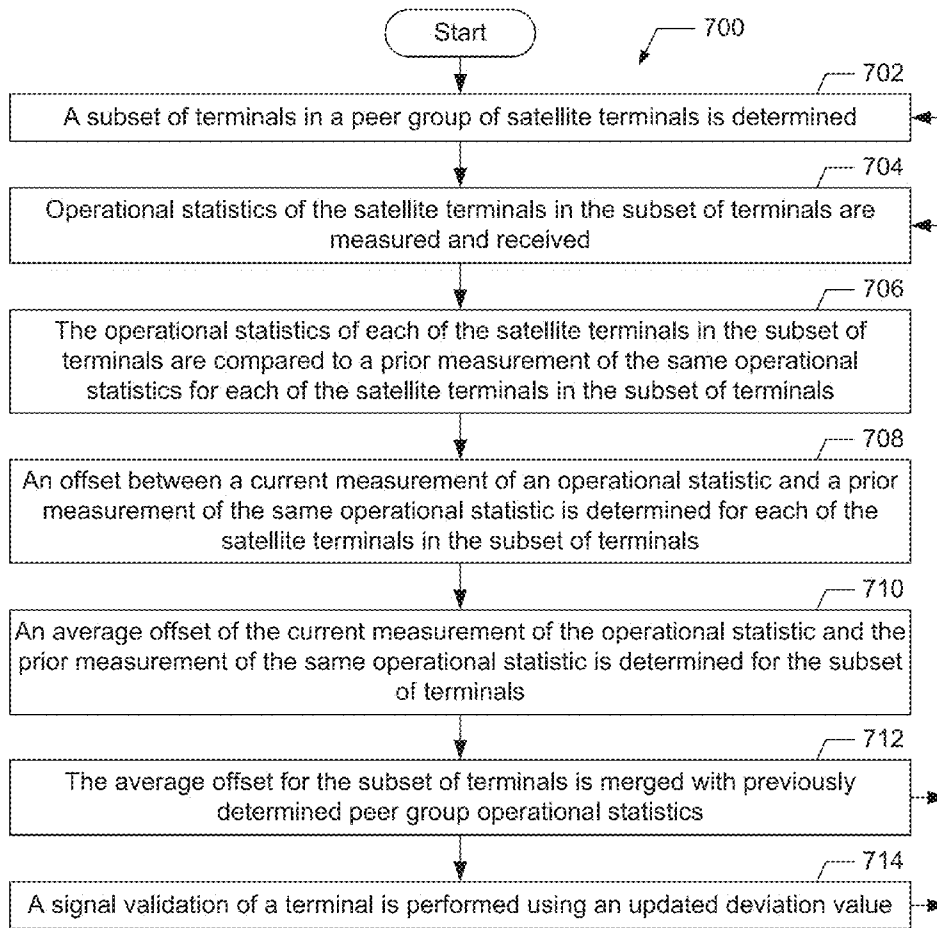 Start
700
702
A subset of terminals in a peer group of satellite terminals is determined
704
Operational statistics of the satellite terminals in the subset of terminals are
measured and received
706
The operational statistics of each of the satellite terminals in the subset of
terminals are compared to a prior measurement of the same operational
statistics for each of the satellite terminals in the subset of terminals
708
An offset between a current measurement of an operational statistic and a prior
measurement of the same operational statistic is determined for each of the
satellite terminals in the subset of terminals
710
An average offset of the current measurement of the operational statistic and the
prior measurement of the same operational statistic is determined for the subset
of terminals
712
The average offset for the subset of terminals is merged with previously
determined peer group operational statistics
714
A signal validation of a terminal is performed using an updated deviation value